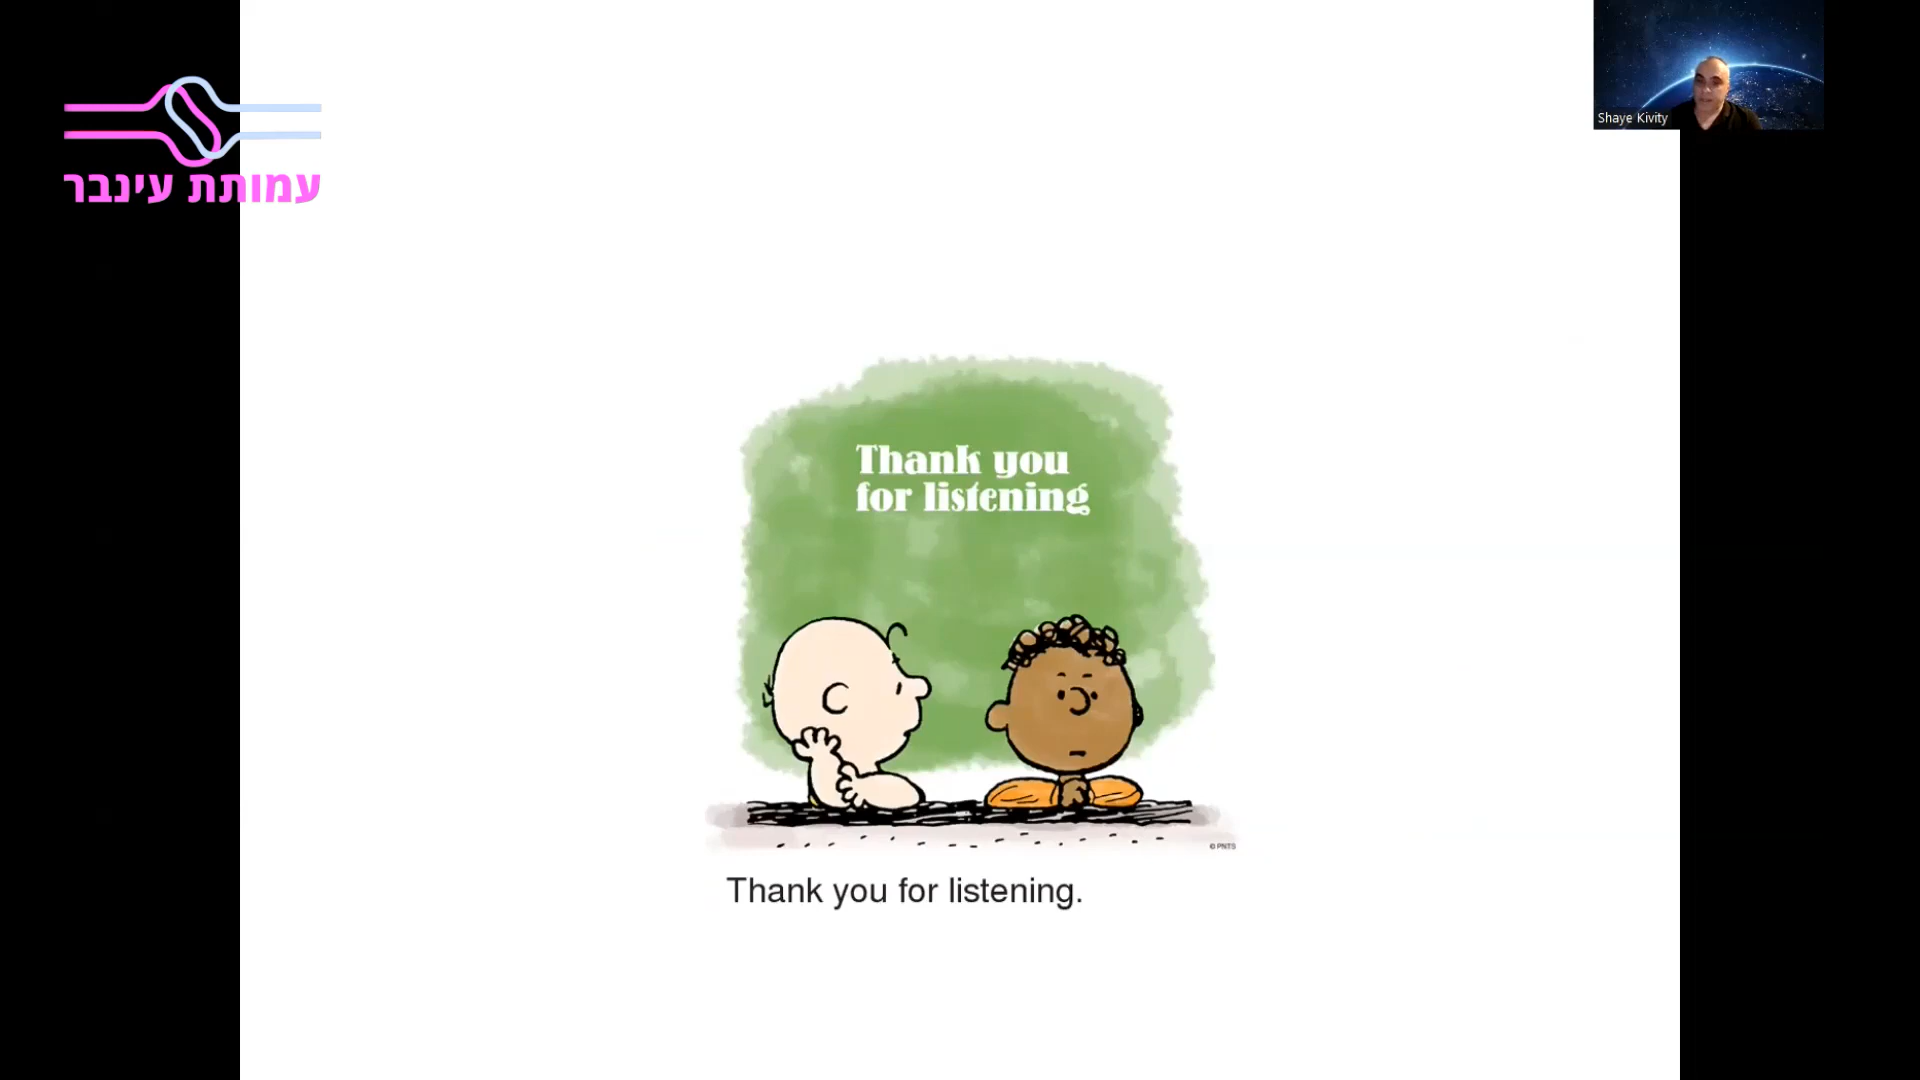 עמותת עינבר
Shaye Kivity
Thank you
for listening
© PNTS
Thank you for listening.